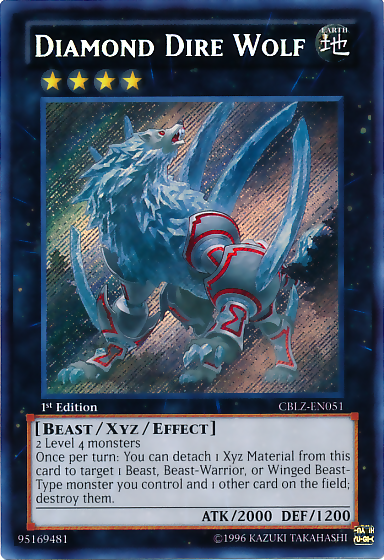 DIAMOND DIRE WOLF
EARTH
地
1st Edition
CBLZ-EN051
[BEAST/XYZ/EFFECT]
2 Level 4 monsters
Once per turn: You can detach 1 Xyz Material from this
card to target 1 Beast, Beast-Warrior, or Winged Beast-
Type monster you control and 1 other card on the field;
destroy them.
ATK/2000 DEF/1200
95169481
©1996 KAZUKI TAKAHASHI